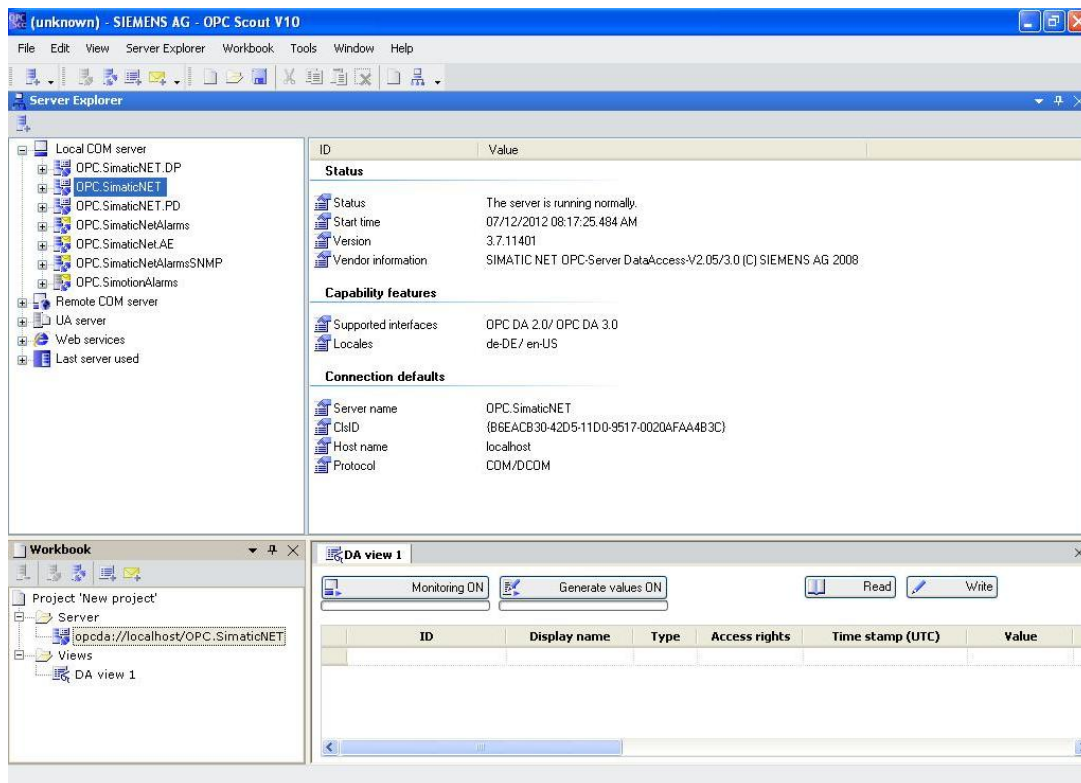 (unknown) - SIEMENS AG - OPC Scout V10
File Edit View Server Explorer Workbook Tools Window Help
Server Explorer
Local COM server
OPC.SimaticNET.DP
OPC.SimaticNET
OPC.SimaticNET.PD
OPC.SimaticNetAlarms
OPC.SimaticNet.AE
OPC.SimaticNetAlarmsSNMP
OPC.SimotionAlarms
Remote COM server
UA server
Web services
Last server used
ID Value
Status
Status The server is running normally.
Start time 07/12/2012 08:17:25.484 AM
Version 3.7.11401
Vendor information SIMATIC NET OPC-Server DataAccess-V2.05/3.0 (C) SIEMENS AG 2008
Capability features
Supported interfaces OPC DA 2.0/ OPC DA 3.0
Locales de-DE/ en-US
Connection defaults
Server name OPC.SimaticNET
ClsID {B6EACB30-42D5-11D0-9517-0020AFAA4B3C}
Host name localhost
Protocol COM/DCOM
Workbook
Project 'New project'
Server
opcda://localhost/OPC.SimaticNET
Views
DA view 1
DA view 1
Monitoring ON Generate values ON Read Write
ID Display name Type Access rights Time stamp (UTC) Value